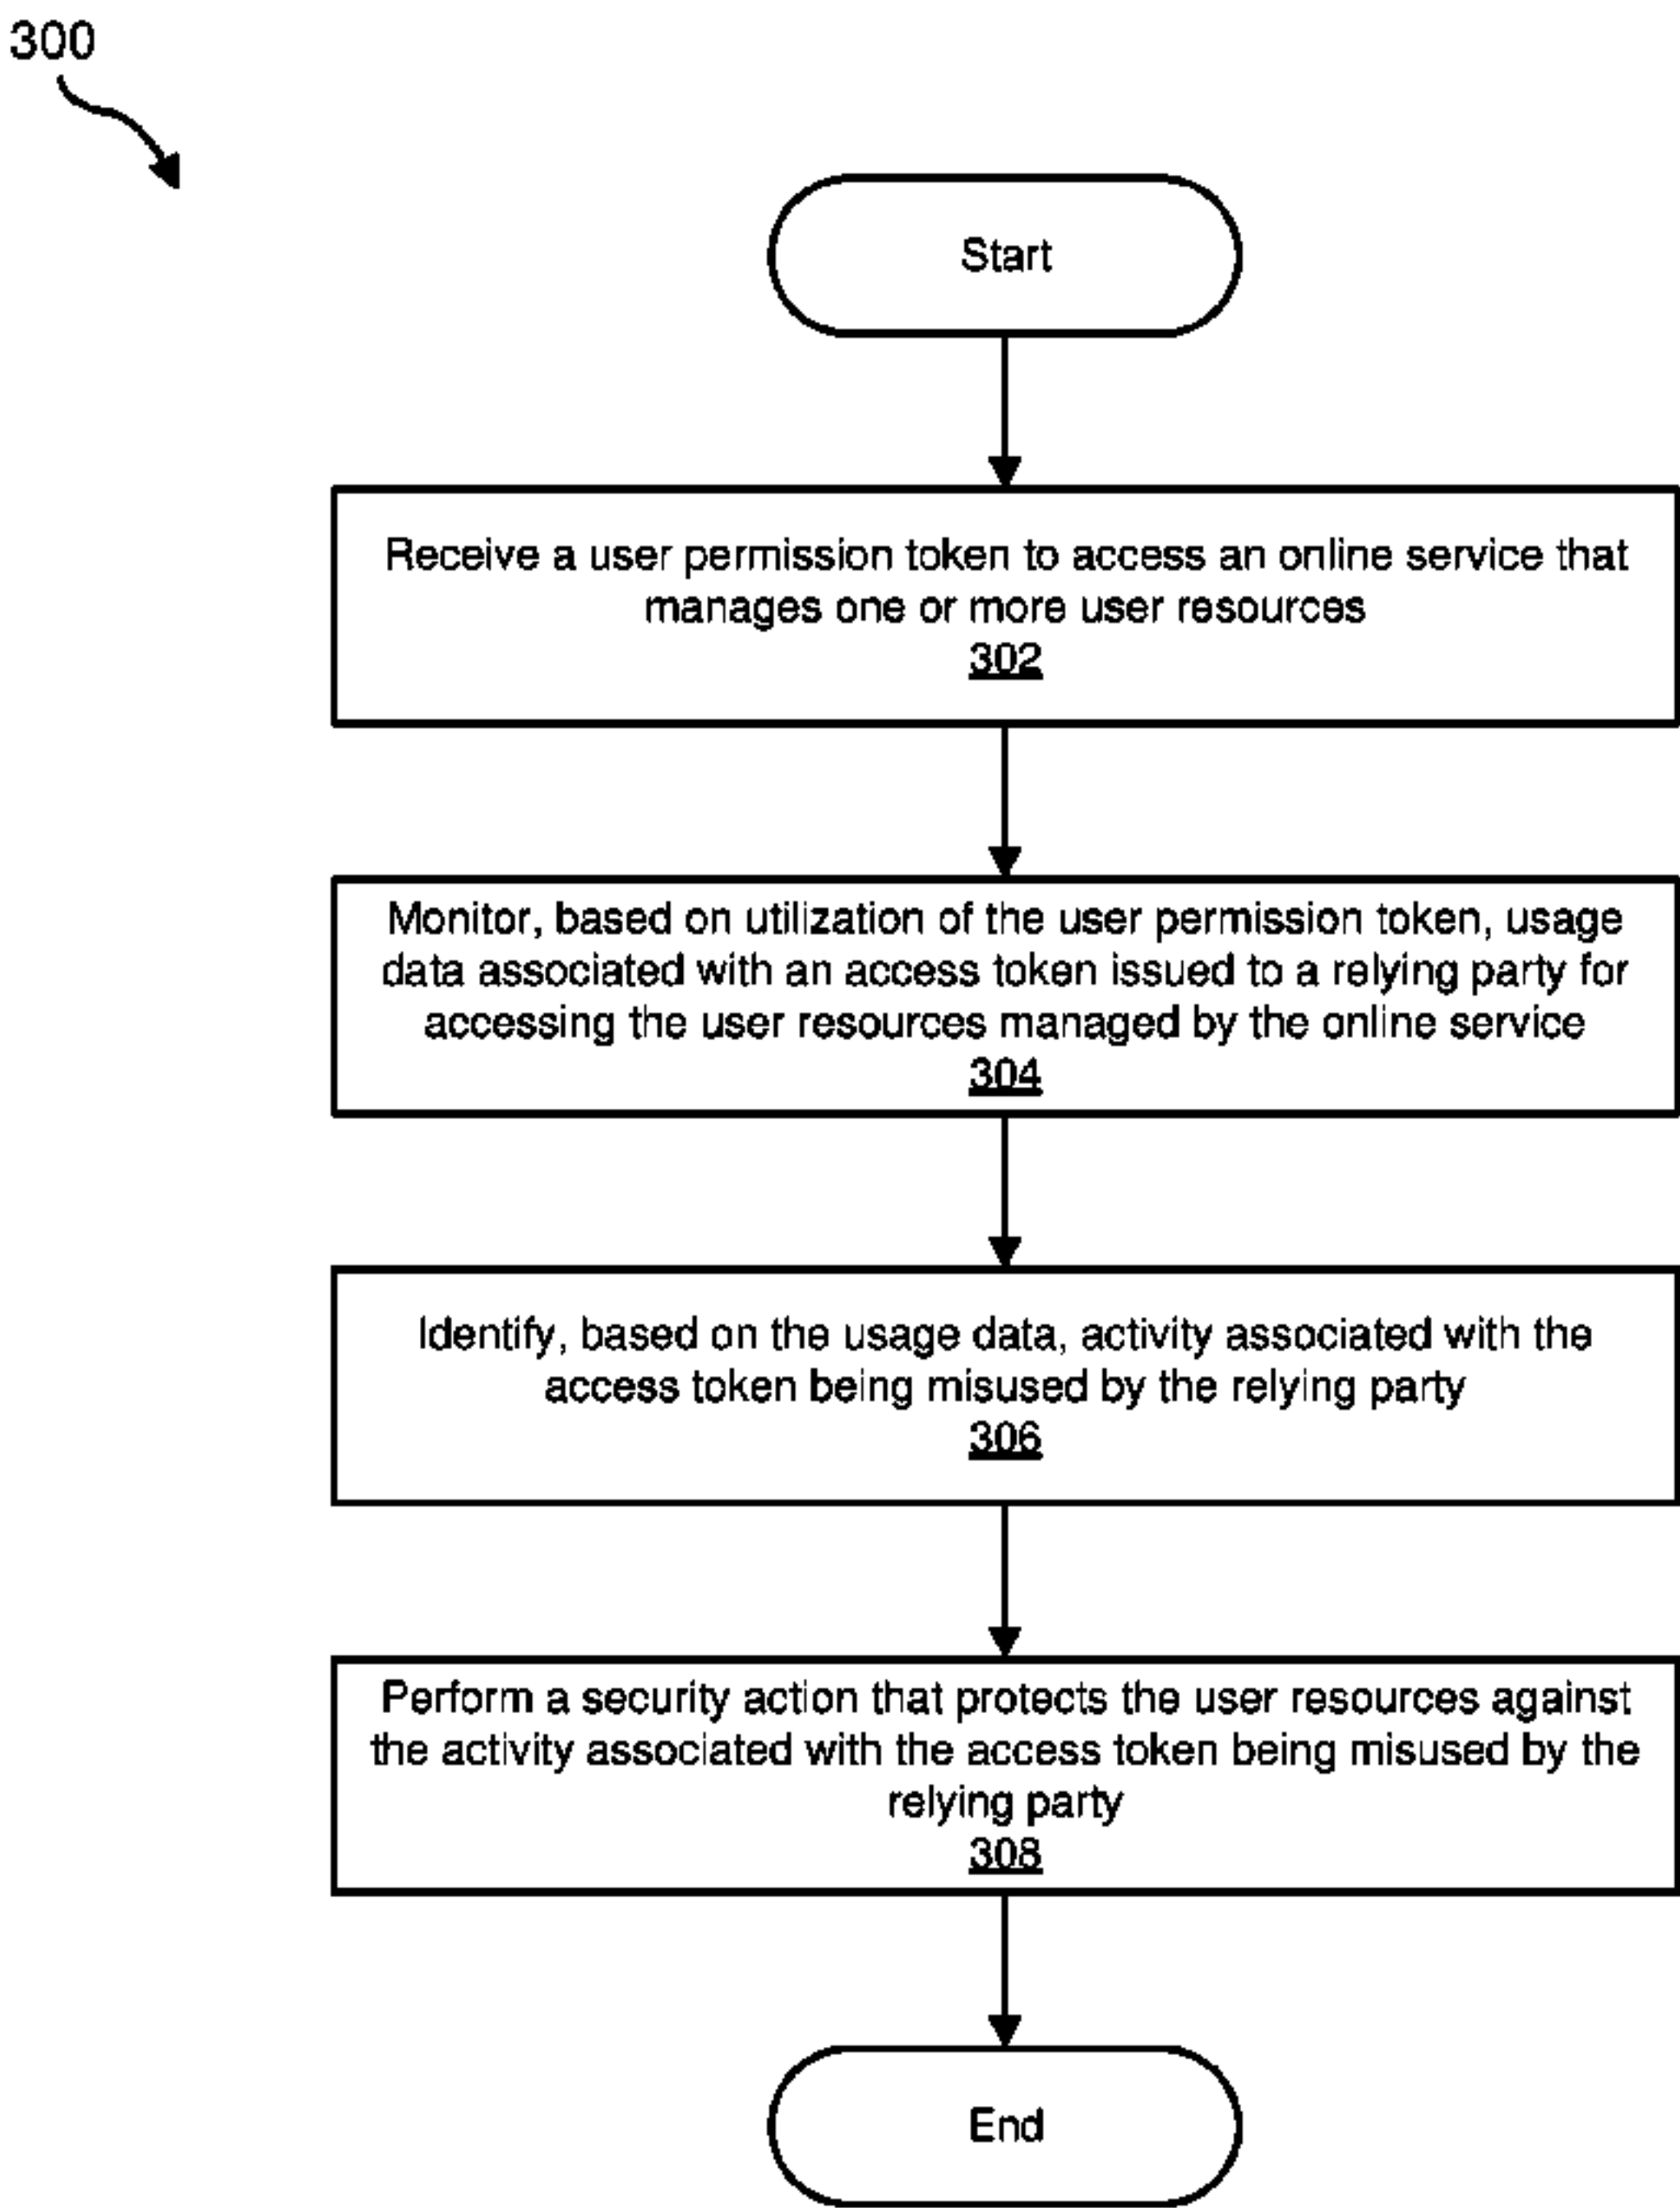 300
Start
Receive a user permission token to access an online service that
manages one or more user resources
302
Monitor, based on utilization of the user permission token, usage
data associated with an access token issued to a relying party for
accessing the user resources managed by the online service
304
Identify, based on the usage data, activity associated with the
access token being misused by the relying party
306
Perform a security action that protects the user resources against
the activity associated with the access token being misused by the
relying party
308
End